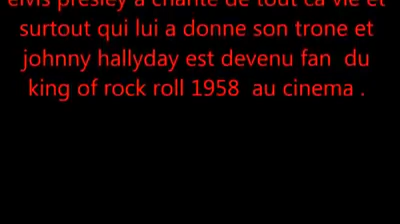 elvis presley a chante de tout ca vie et
surtout qui lui a donne son trone et
johnny hallyday est devenu fan du
king of rock roll 1958 au cinema .